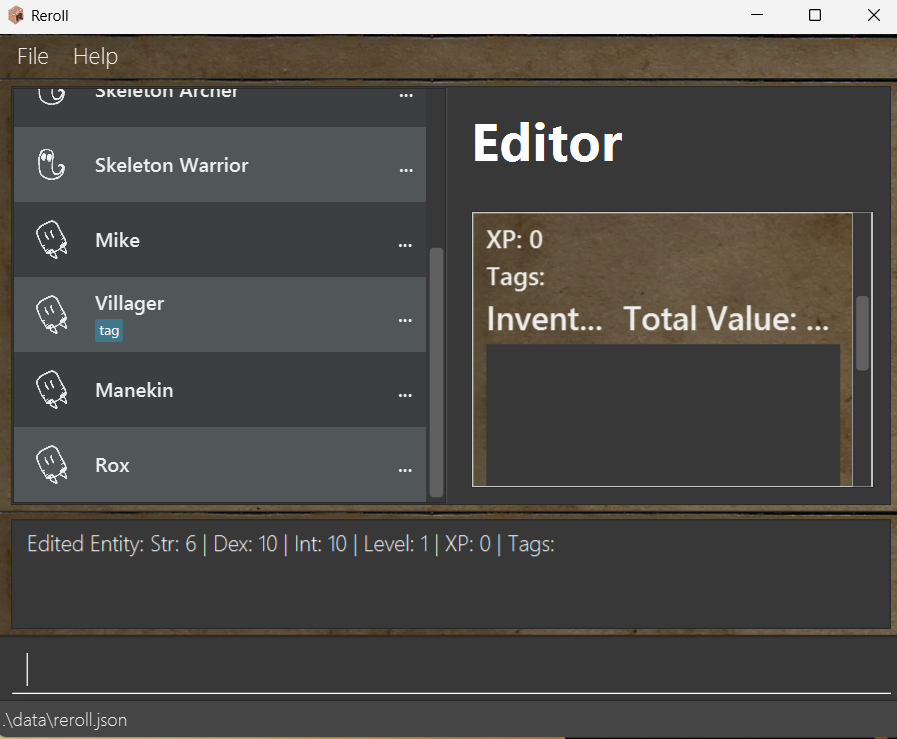 Reroll
File Help
Skeleton Archer ...
Skeleton Warrior ...
Mike ...
Villager
tag ...
Manekin ...
Rox ...
Editor
XP: 0
Tags:
Invent... Total Value: ...
Edited Entity: Str: 6 | Dex: 10 | Int: 10 | Level: 1 | XP: 0 | Tags:
.\data\reroll.json